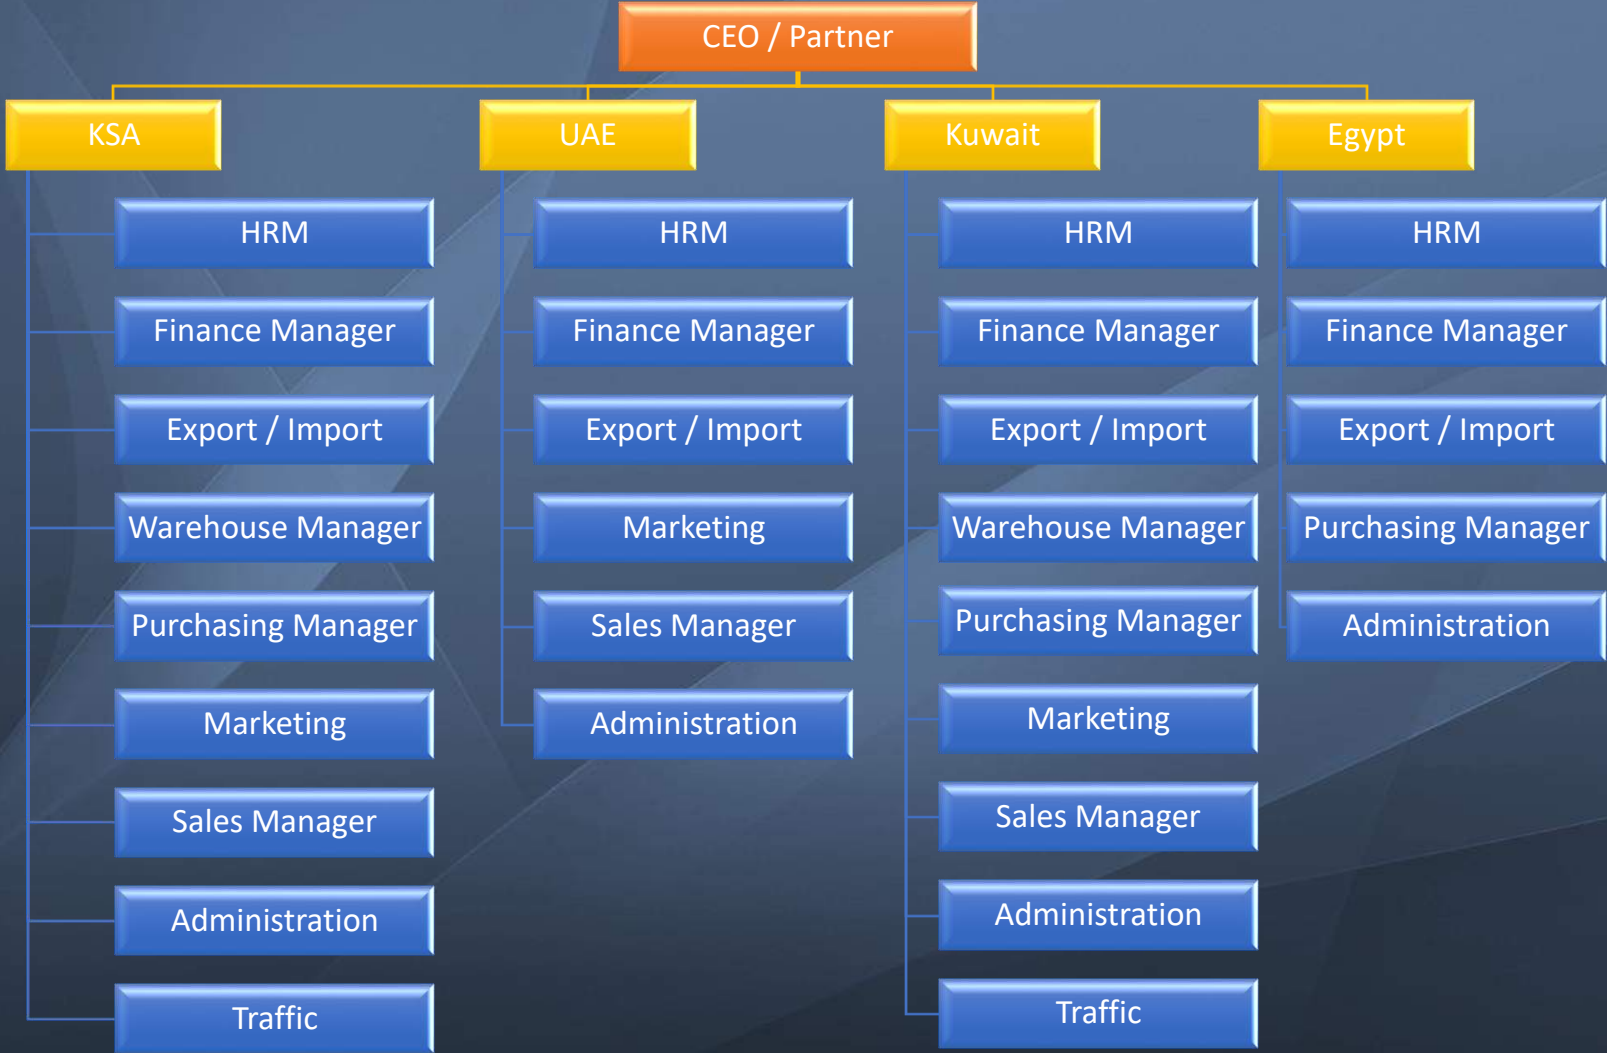 CEO / Partner
KSA
HRM
Finance Manager
Export / Import
Warehouse Manager
Purchasing Manager
Marketing
Sales Manager
Administration
Traffic
UAE
HRM
Finance Manager
Export / Import
Marketing
Sales Manager
Administration
Kuwait
HRM
Finance Manager
Export / Import
Warehouse Manager
Purchasing Manager
Marketing
Sales Manager
Administration
Traffic
Egypt
HRM
Finance Manager
Export / Import
Purchasing Manager
Administration